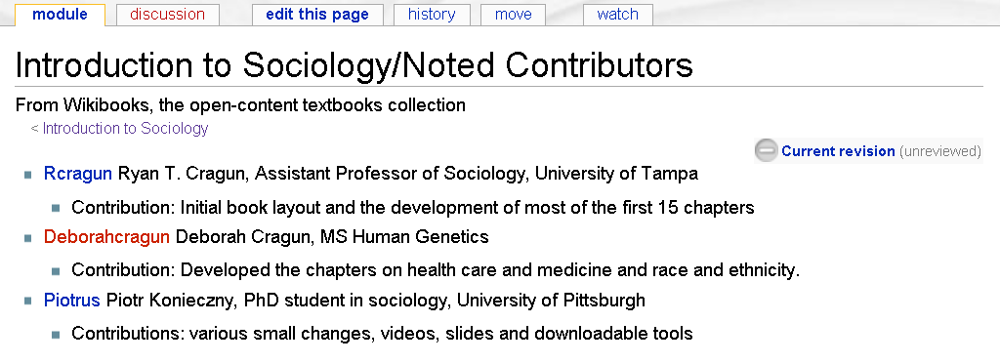 module discussion edit this page history move watch
Introduction to Sociology/Noted Contributors
From Wikibooks, the open-content textbooks collection
< Introduction to Sociology
Current revision (unreviewed)
Rcragun Ryan T. Cragun, Assistant Professor of Sociology, University of Tampa
Contribution: Initial book layout and the development of most of the first 15 chapters
Deborahcragun Deborah Cragun, MS Human Genetics
Contribution: Developed the chapters on health care and medicine and race and ethnicity.
Piotrus Piotr Konieczny, PhD student in sociology, University of Pittsburgh
Contributions: various small changes, videos, slides and downloadable tools